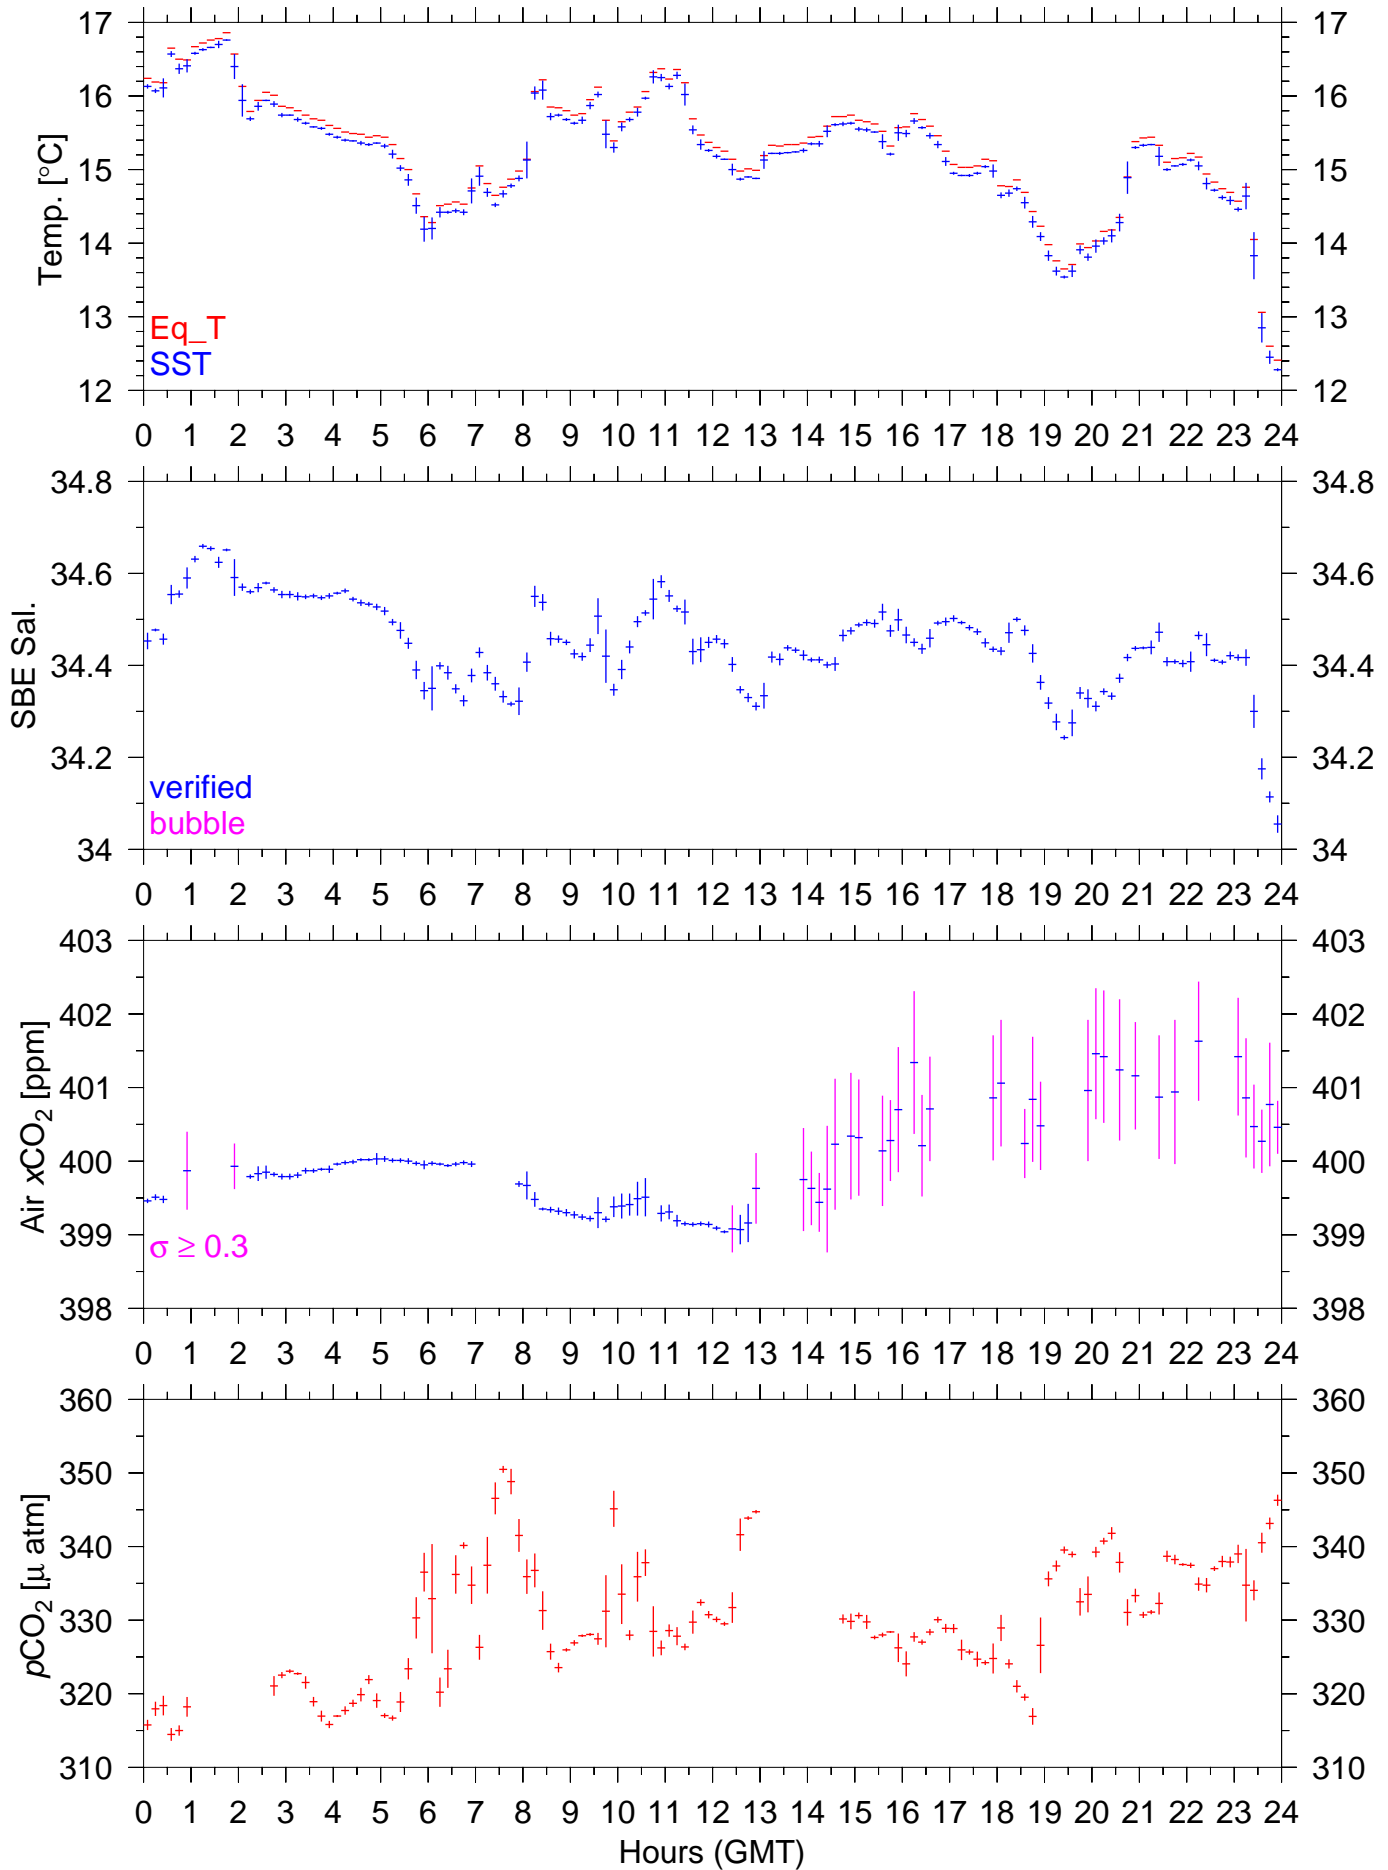 17 17
16 16
15 15
14 14
13 13
12 12
Temp. [°C]
Eq_T
SST
0 1 2 3 4 5 6 7 8 9 10 11 12 13 14 15 16 17 18 19 20 21 22 23 24
34.8 34.8
34.6 34.6
34.4 34.4
34.2 34.2
34 34
SBE Sal.
verified
bubble
0 1 2 3 4 5 6 7 8 9 10 11 12 13 14 15 16 17 18 19 20 21 22 23 24
403 403
402 402
401 401
400 400
399 399
398 398
Air xCO₂ [ppm]
σ ≥ 0.3
0 1 2 3 4 5 6 7 8 9 10 11 12 13 14 15 16 17 18 19 20 21 22 23 24
360 360
350 350
340 340
330 330
320 320
310 310
pCO₂ [μ atm]
0 1 2 3 4 5 6 7 8 9 10 11 12 13 14 15 16 17 18 19 20 21 22 23 24
Hours (GMT)